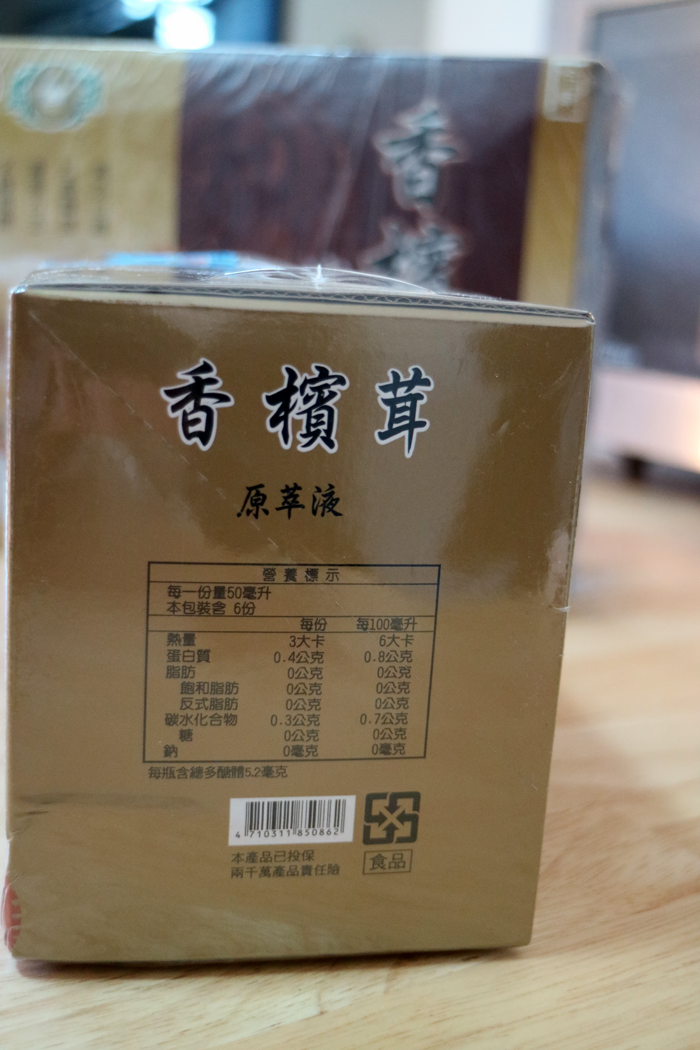 香
檳
香檳茸
原萃液
營養標示
每一份量50毫升
本包裝含 6份
每份 每100毫升
熱量 3大卡 6大卡
蛋白質 0.4公克 0.8公克
脂肪 0公克 0公克
飽和脂肪 0公克 0公克
反式脂肪 0公克 0公克
碳水化合物 0.3公克 0.7公克
糖 0公克 0公克
鈉 0毫克 0毫克
每瓶含總多醣體5.2毫克
4 710311 850862
本產品已投保
兩千萬產品責任險
食品